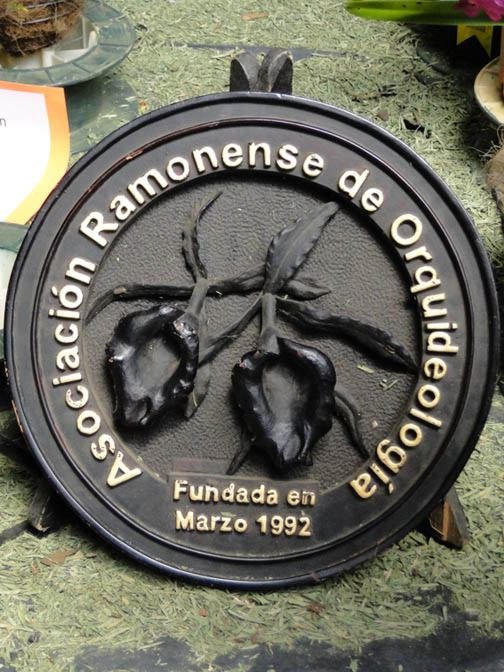 Asociación Ramonense de Orquideología
Fundada en
Marzo 1992
n